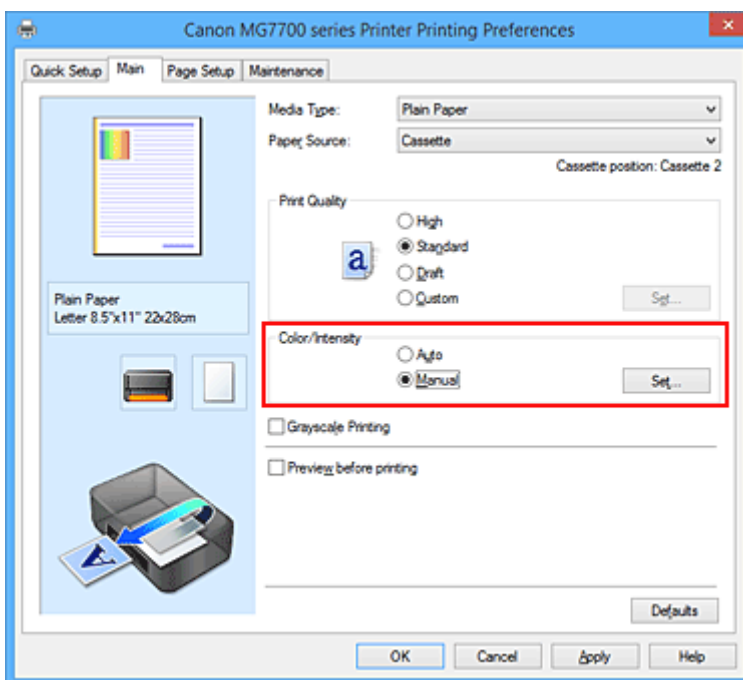 Canon MG7700 series Printer Printing Preferences
Quick Setup Main Page Setup Maintenance
Media Type: Plain Paper
Paper Source: Cassette
Cassette position: Cassette 2
Print Quality
High
a Standard
Draft
Custom Set...
Plain Paper
Letter 8.5"x11" 22x28cm
Color/Intensity
Auto
Manual Set...
Grayscale Printing
Preview before printing
A
Defaults
OK Cancel Apply Help